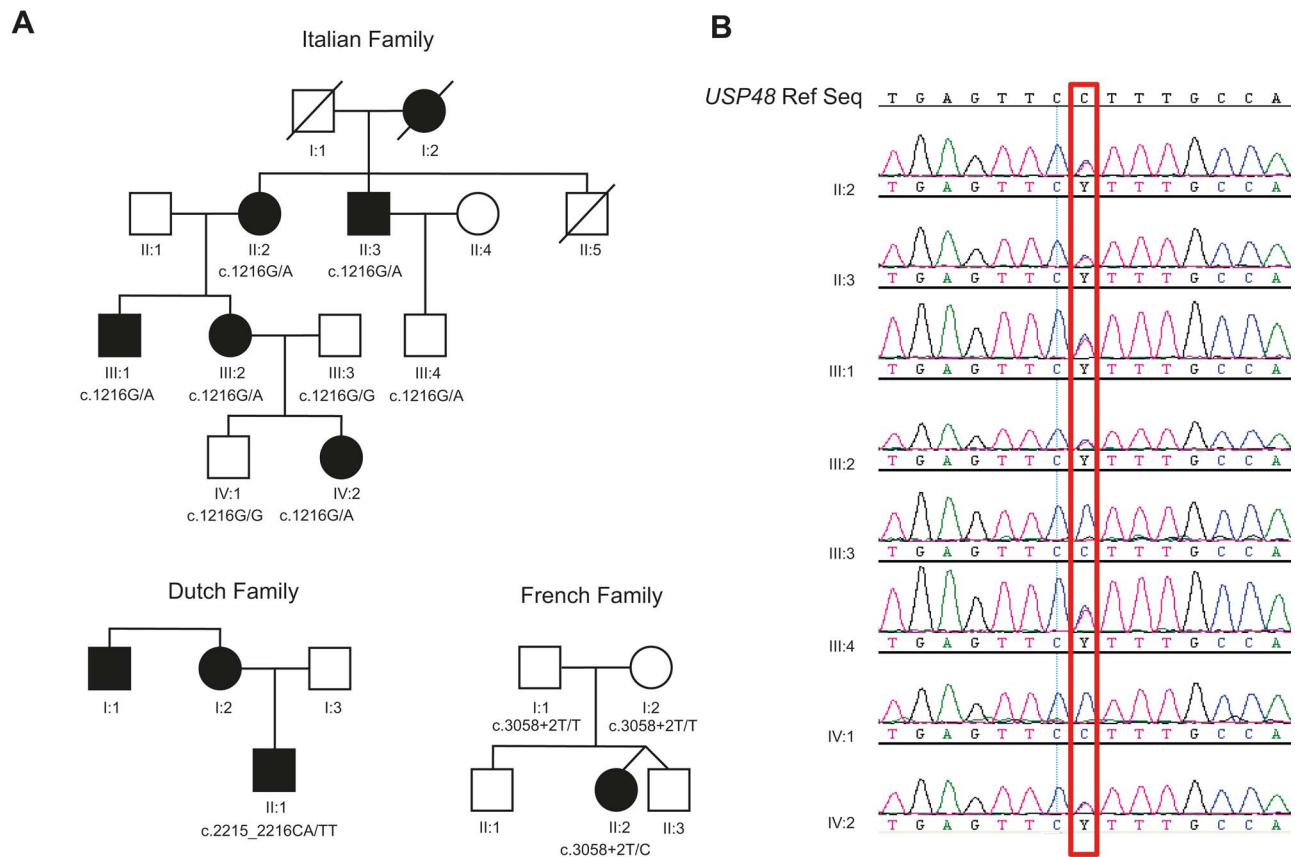 A
Italian Family
I:1
I:2
II:1
II:2
c.1216G/A
II:3
c.1216G/A
II:4
II:5
III:1
c.1216G/A
III:2
c.1216G/A
III:3
c.1216G/G
III:4
c.1216G/A
IV:1
c.1216G/G
IV:2
c.1216G/A
Dutch Family
I:1
I:2
I:3
II:1
c.2215_2216CA/TT
French Family
I:1
c.3058+2T/T
I:2
c.3058+2T/T
II:1
II:2
c.3058+2T/C
II:3
B
USP48 Ref Seq T G A G T T C C T T T G C C A
II:2 T G A G T T C Y T T T G C C A
II:3 T G A G T T C Y T T T G C C A
III:1 T G A G T T C Y T T T G C C A
III:2 T G A G T T C Y T T T G C C A
III:3 T G A G T T C C T T T G C C A
III:4 T G A G T T C Y T T T G C C A
IV:1 T G A G T T C C T T T G C C A
IV:2 T G A G T T C Y T T T G C C A